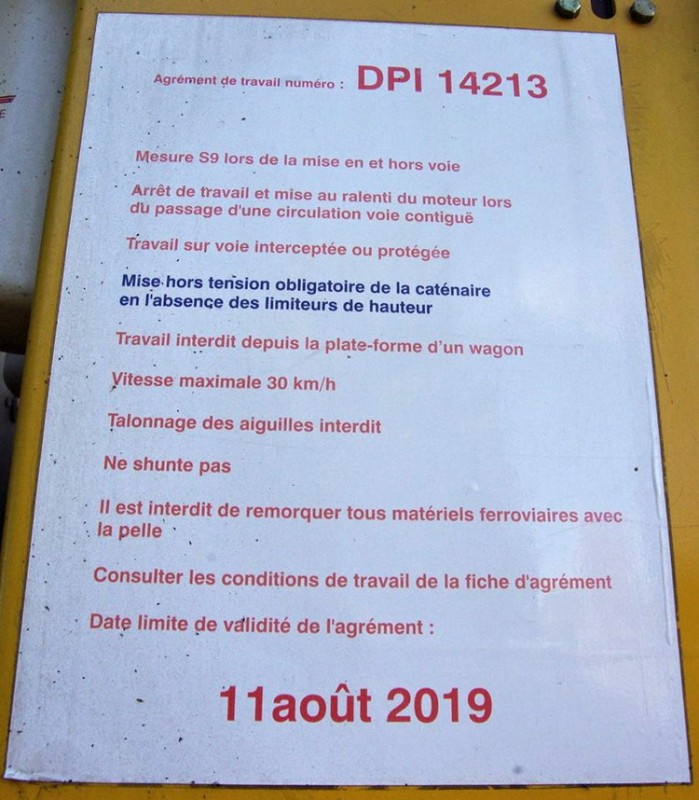 Agrément de travail numéro : DPI 14213
Mesure S9 lors de la mise en et hors voie
Arrêt de travail et mise au ralenti du moteur lors
du passage d'une circulation voie contiguë
Travail sur voie interceptée ou protégée
Mise hors tension obligatoire de la caténaire
en l'absence des limiteurs de hauteur
Travail interdit depuis la plate-forme d'un wagon
Vitesse maximale 30 km/h
Talonnage des aiguilles interdit
Ne shunte pas
Il est interdit de remorquer tous matériels ferroviaires avec
la pelle
Consulter les conditions de travail de la fiche d'agrément
Date limite de validité de l'agrément :
11août 2019